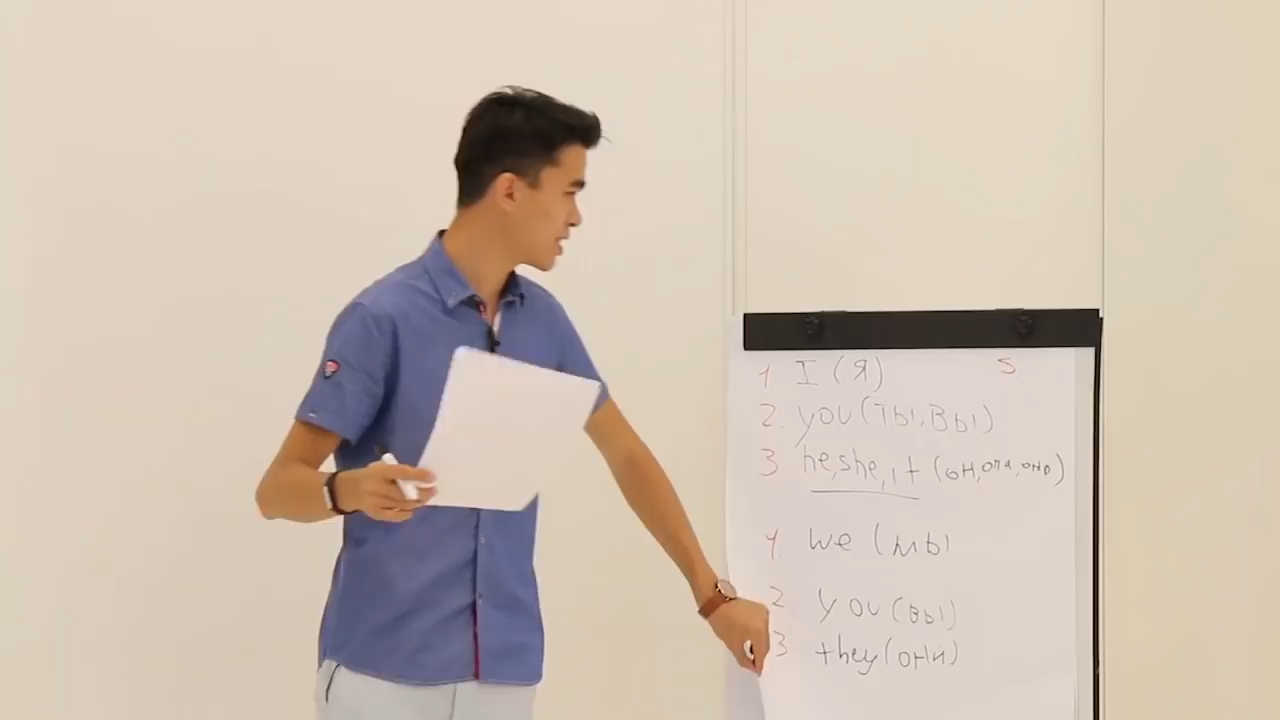 1 I (Я) S
2. you (Ты, Вы)
3 he, she, it (он, она, оно)
1. we (мы
2. you (Вы)
3 they (они)